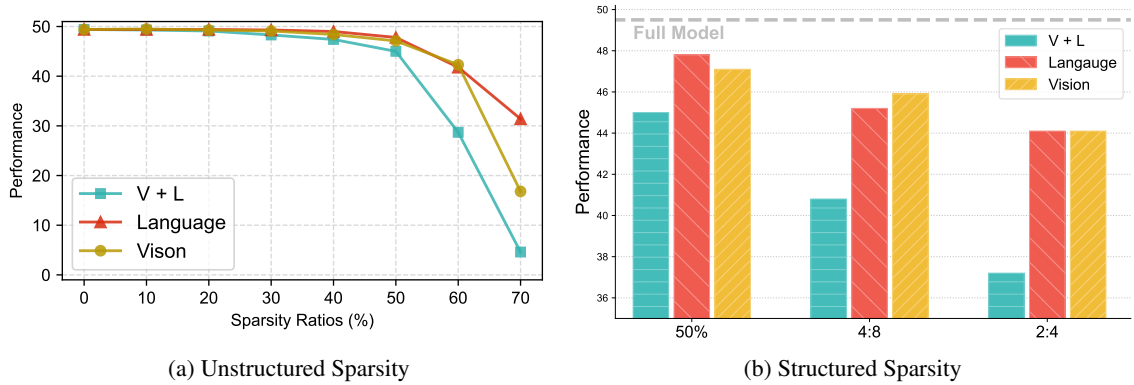 50
40
30
20
10
0
Performance
V + L
Language
Vison
0 10 20 30 40 50 60 70
Sparsity Ratios (%)
(a) Unstructured Sparsity
50
48
46
44
42
40
38
36
Performance
Full Model
V + L
Langauge
Vision
50% 4:8 2:4
(b) Structured Sparsity